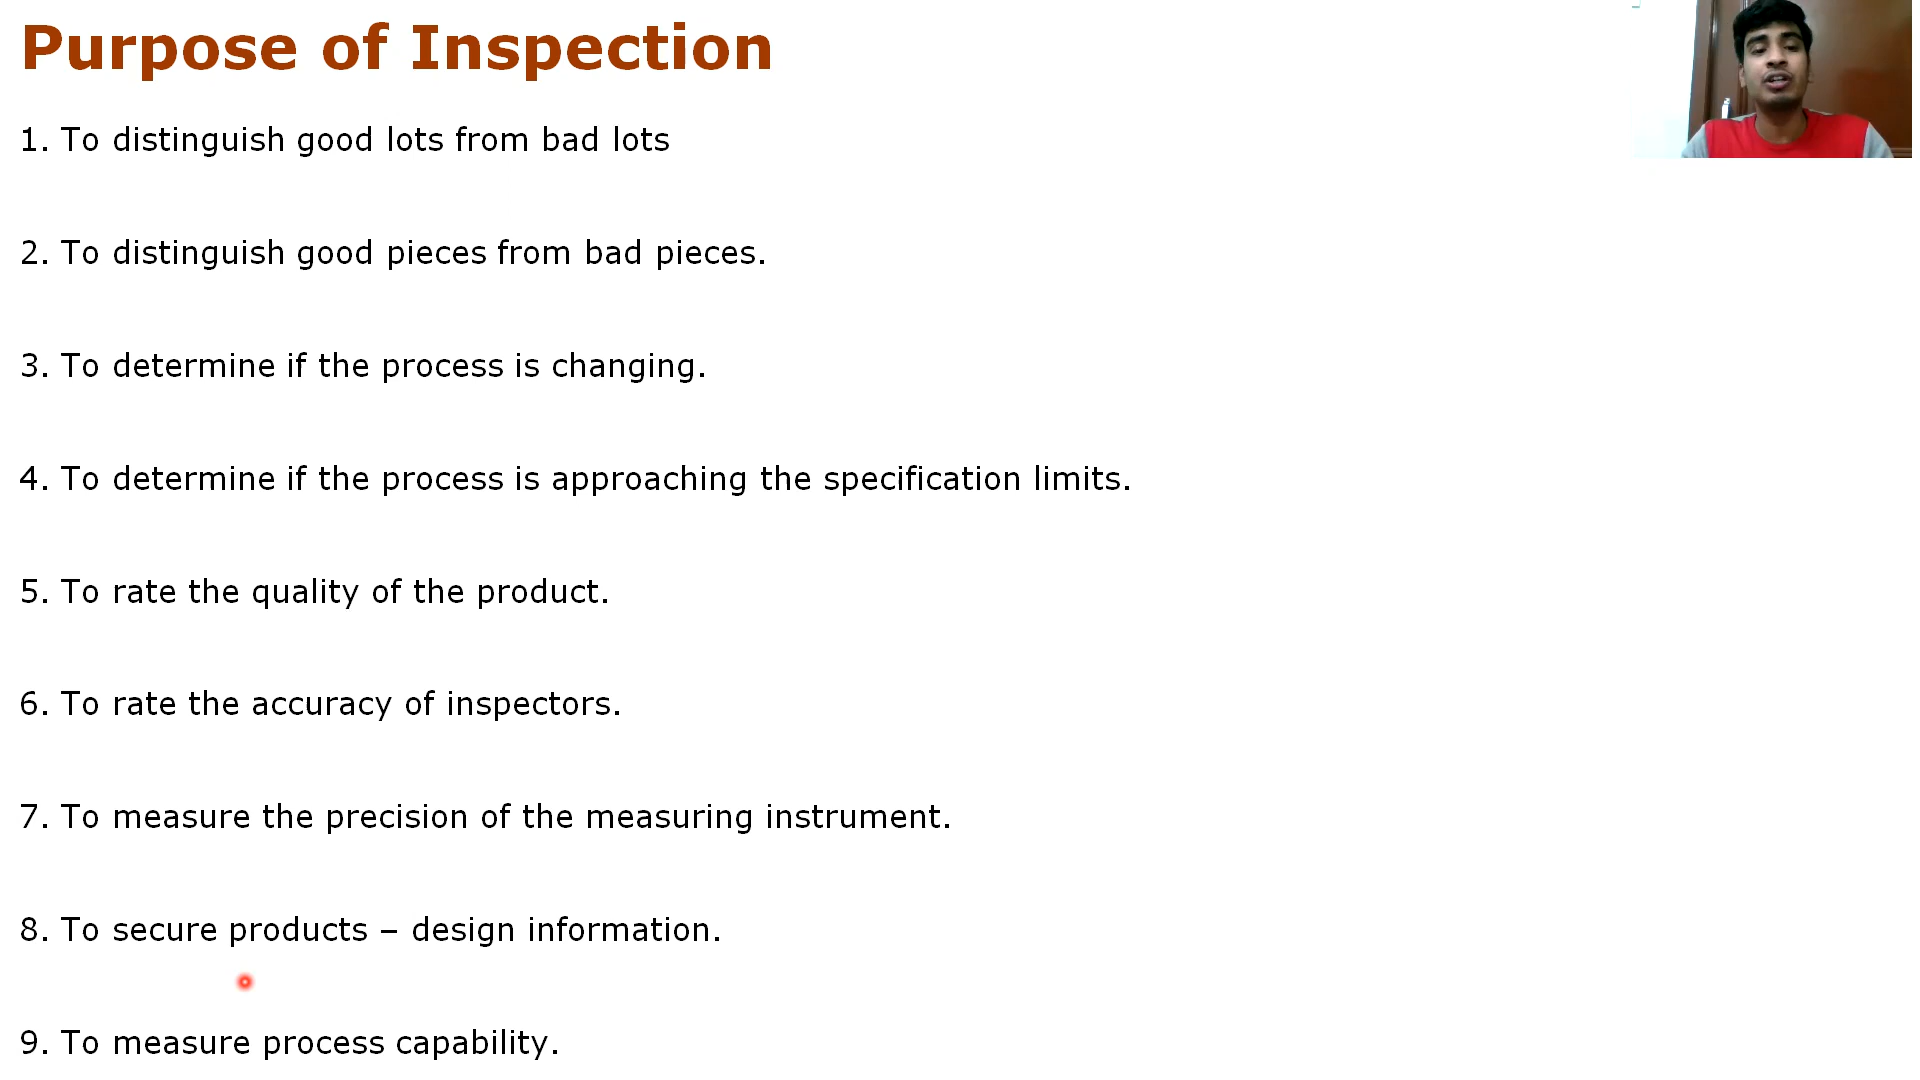 Purpose of Inspection
1. To distinguish good lots from bad lots
2. To distinguish good pieces from bad pieces.
3. To determine if the process is changing.
4. To determine if the process is approaching the specification limits.
5. To rate the quality of the product.
6. To rate the accuracy of inspectors.
7. To measure the precision of the measuring instrument.
8. To secure products – design information.
9. To measure process capability.